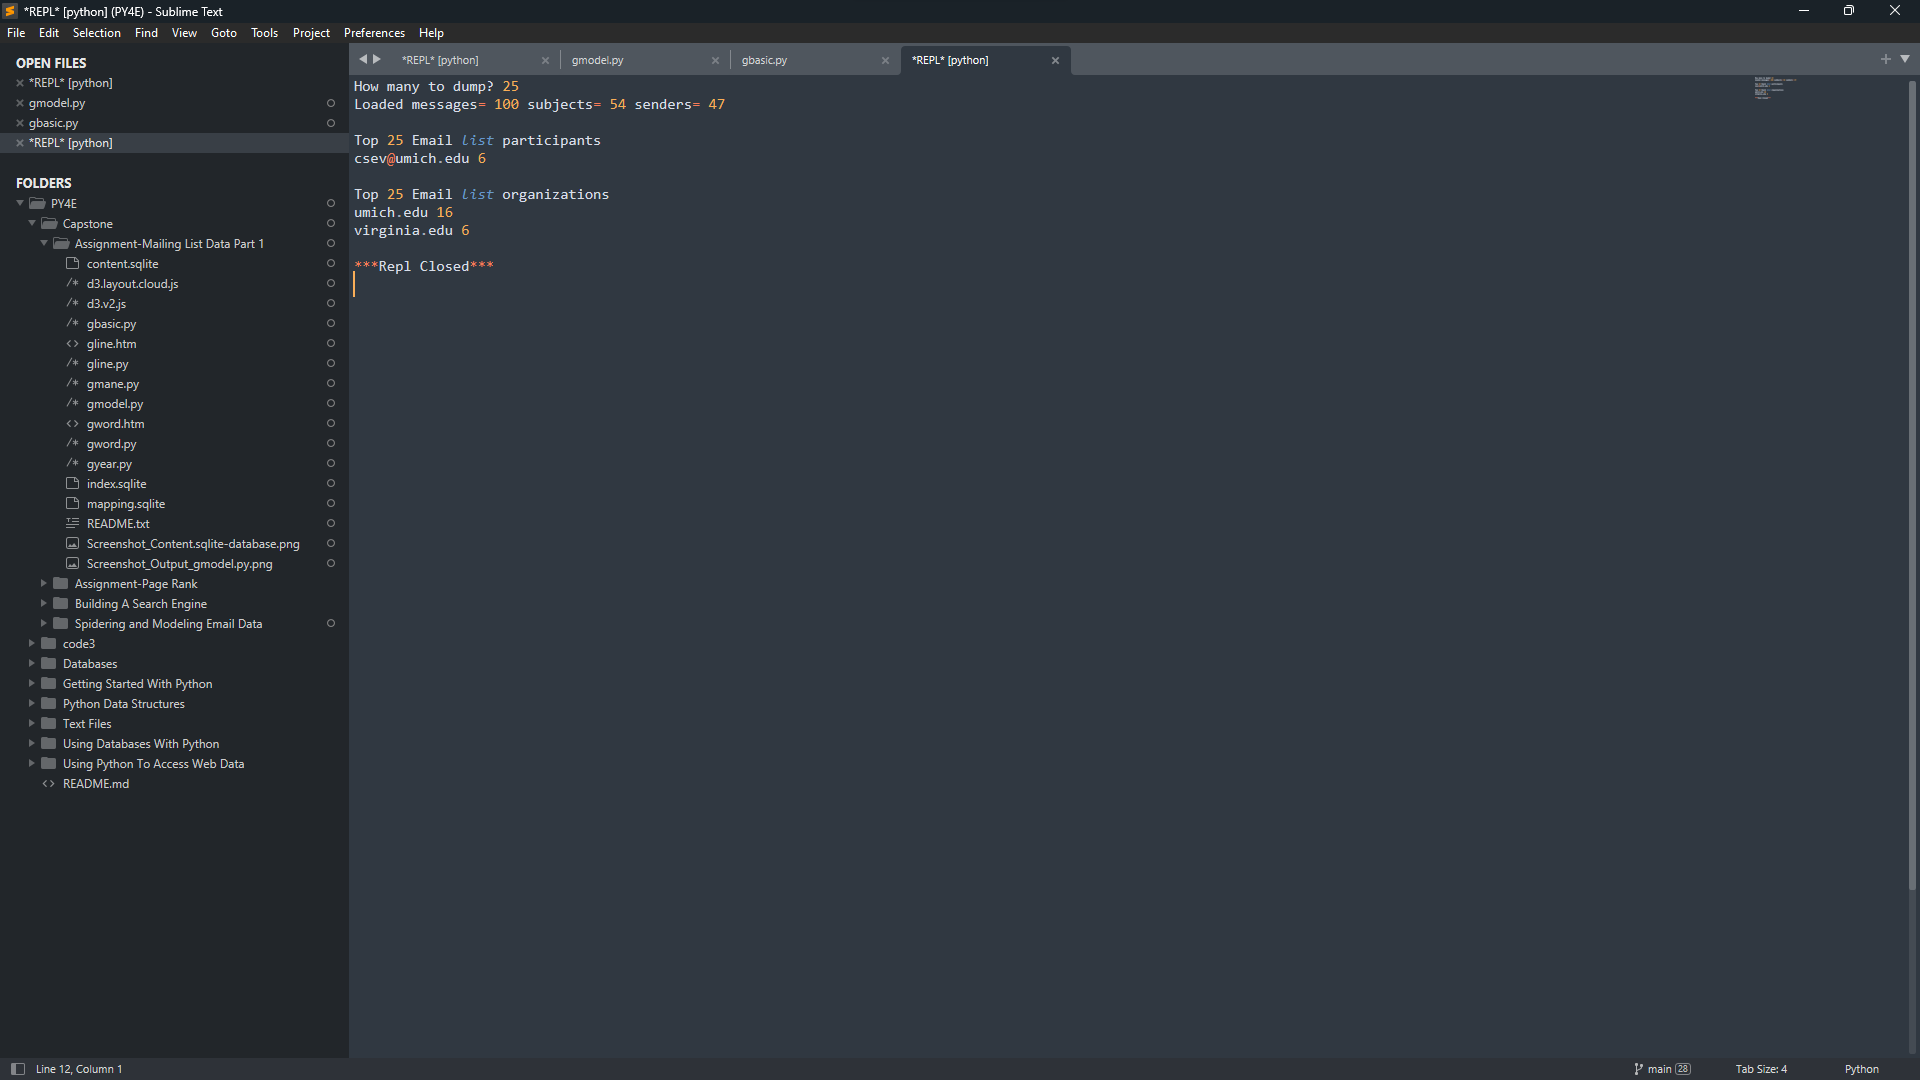 *REPL* [python] (PY4E) - Sublime Text
File Edit Selection Find View Goto Tools Project Preferences Help
OPEN FILES
*REPL* [python]
gmodel.py
gbasic.py
*REPL* [python]
FOLDERS
PY4E
Capstone
Assignment-Mailing List Data Part 1
content.sqlite
/* d3.layout.cloud.js
/* d3.v2.js
/* gbasic.py
<> gline.htm
/* gline.py
/* gmane.py
/* gmodel.py
<> gword.htm
/* gword.py
/* gyear.py
index.sqlite
mapping.sqlite
README.txt
Screenshot_Content.sqlite-database.png
Screenshot_Output_gmodel.py.png
Assignment-Page Rank
Building A Search Engine
Spidering and Modeling Email Data
code3
Databases
Getting Started With Python
Python Data Structures
Text Files
Using Databases With Python
Using Python To Access Web Data
<> README.md
*REPL* [python] gmodel.py gbasic.py *REPL* [python]
How many to dump? 25
Loaded messages= 100 subjects= 54 senders= 47
Top 25 Email list participants
csev@umich.edu 6
Top 25 Email list organizations
umich.edu 16
virginia.edu 6
***Repl Closed***
Line 12, Column 1 main 28 Tab Size: 4 Python